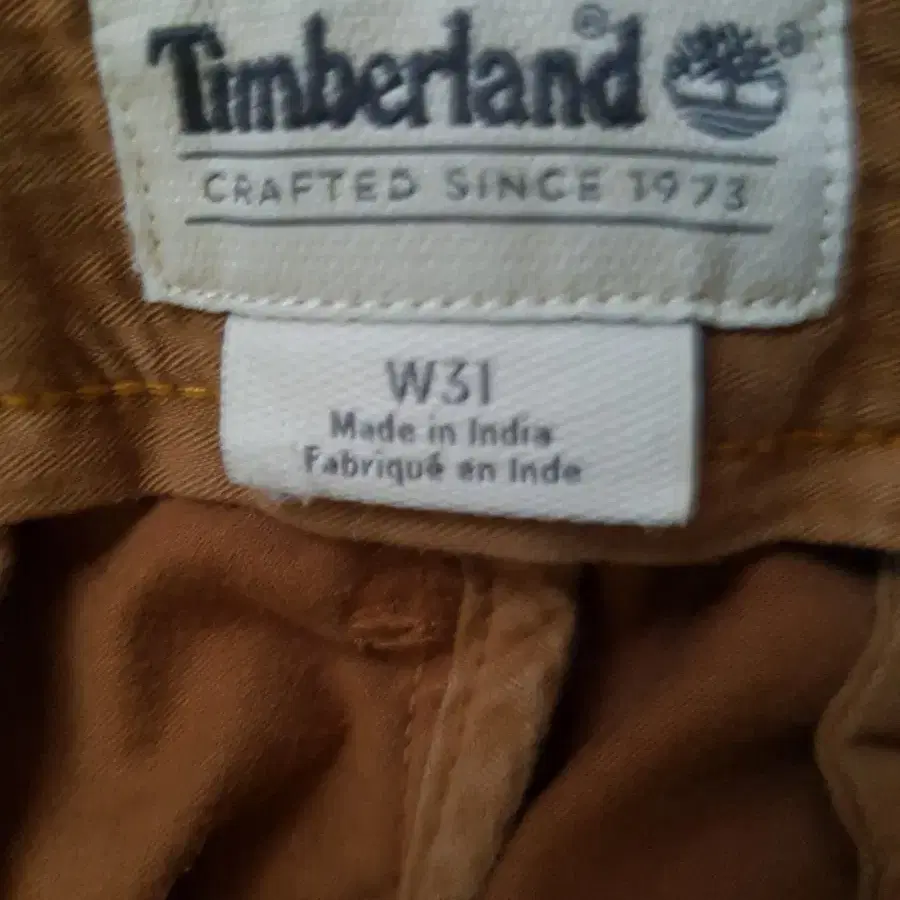 Timberland®
CRAFTED SINCE 1973
W31
Made in India
Fabriqué en Inde